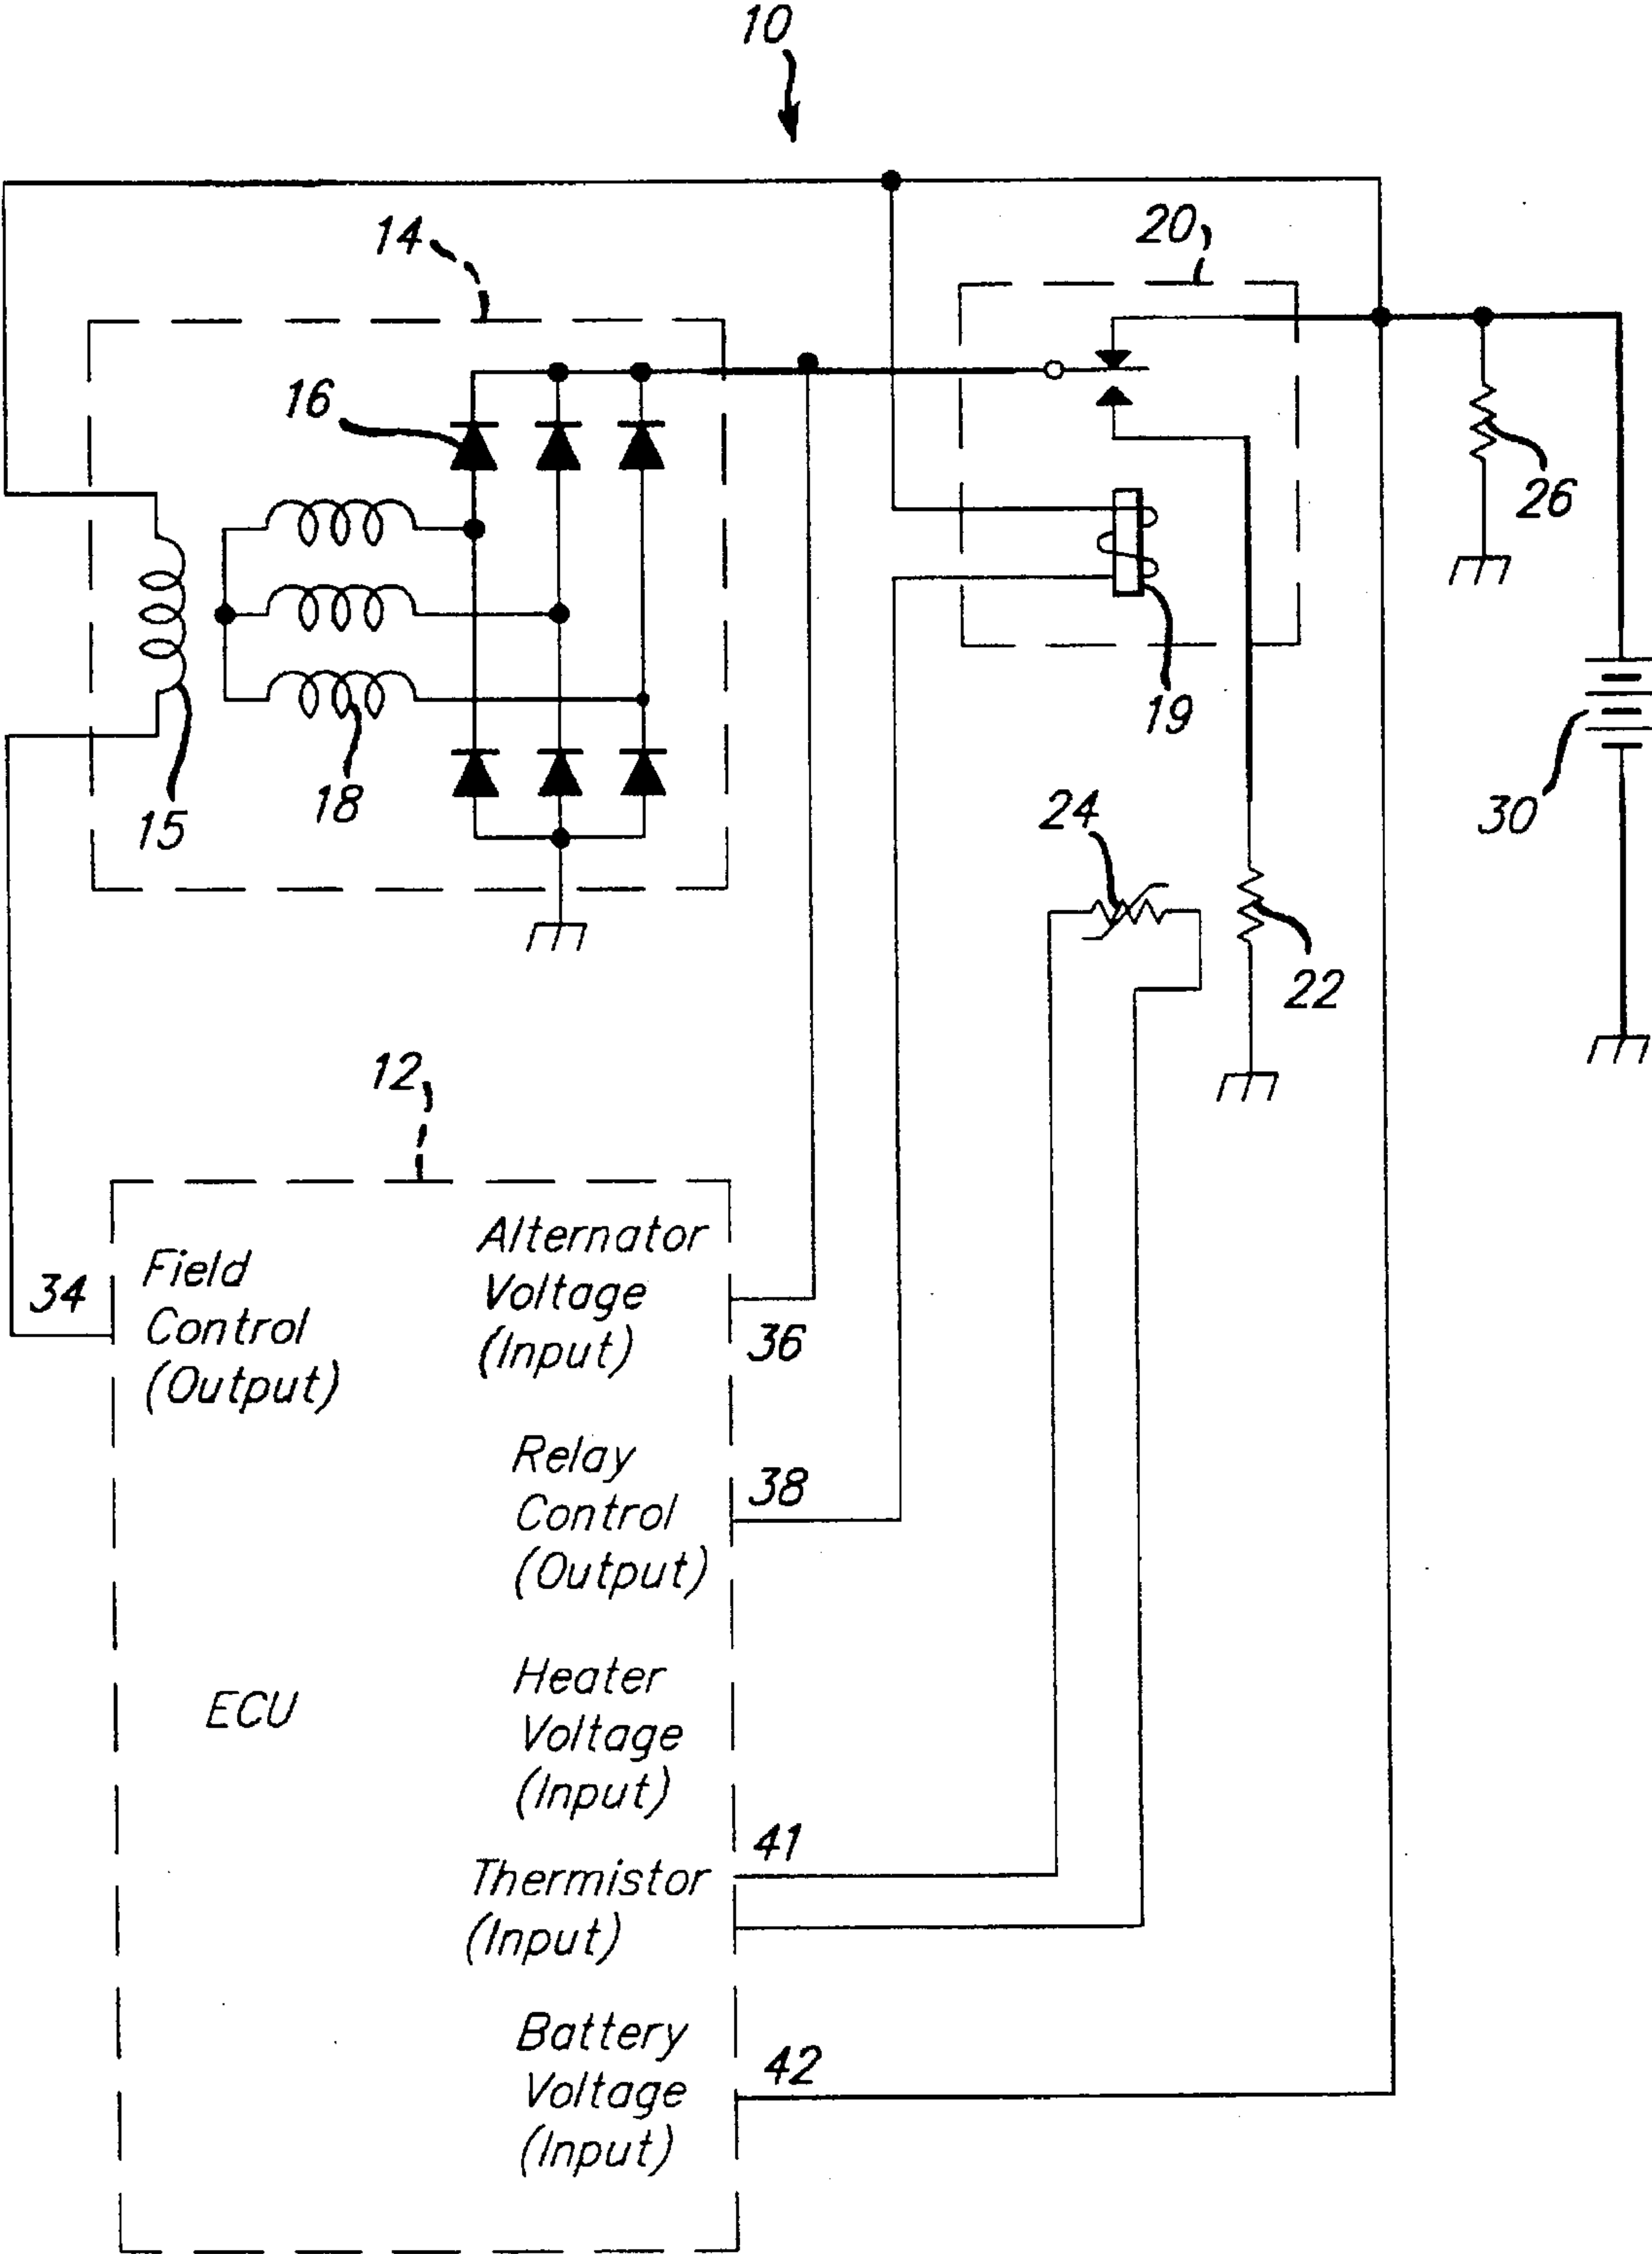 10
14
20
16
26
15
18
19
30
24
22
12
34
Field
Control
(Output)
Alternator
Voltage
(Input)
36
Relay
Control
(Output)
38
ECU
Heater
Voltage
(Input)
41
Thermistor
(Input)
Battery
Voltage
(Input)
42